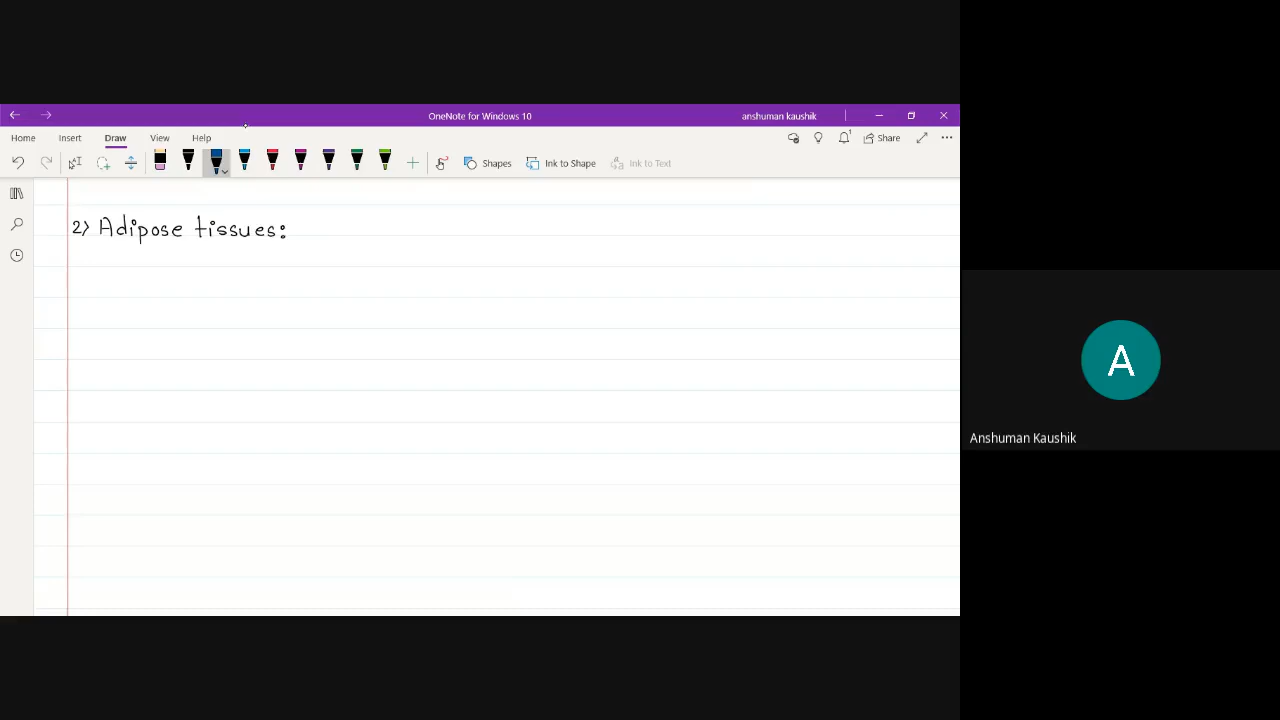 OneNote for Windows 10
anshuman kaushik
Home Insert Draw View Help
Share
Shapes Ink to Shape Ink to Text
2) Adipose tissues:
A
Anshuman Kaushik